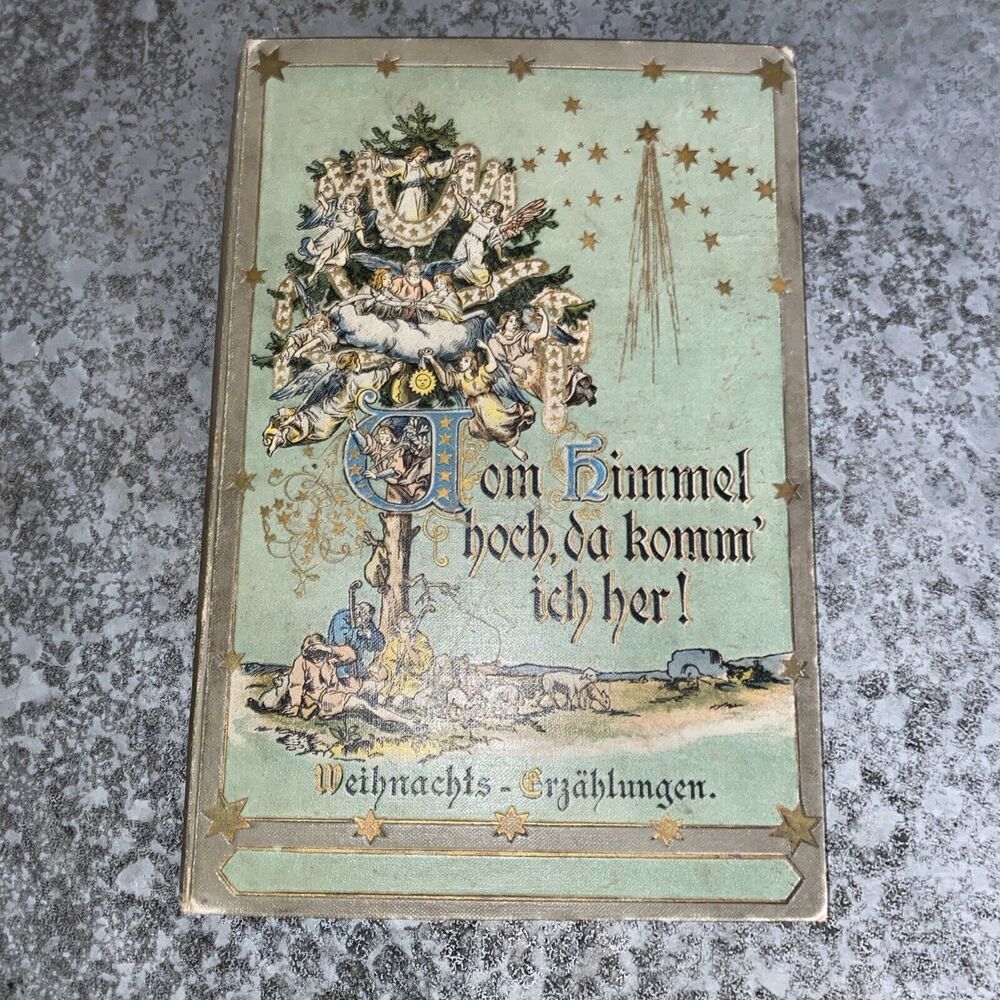 Vom Himmel
hoch, da komm'
ich her!
Weihnachts-Erzählungen.